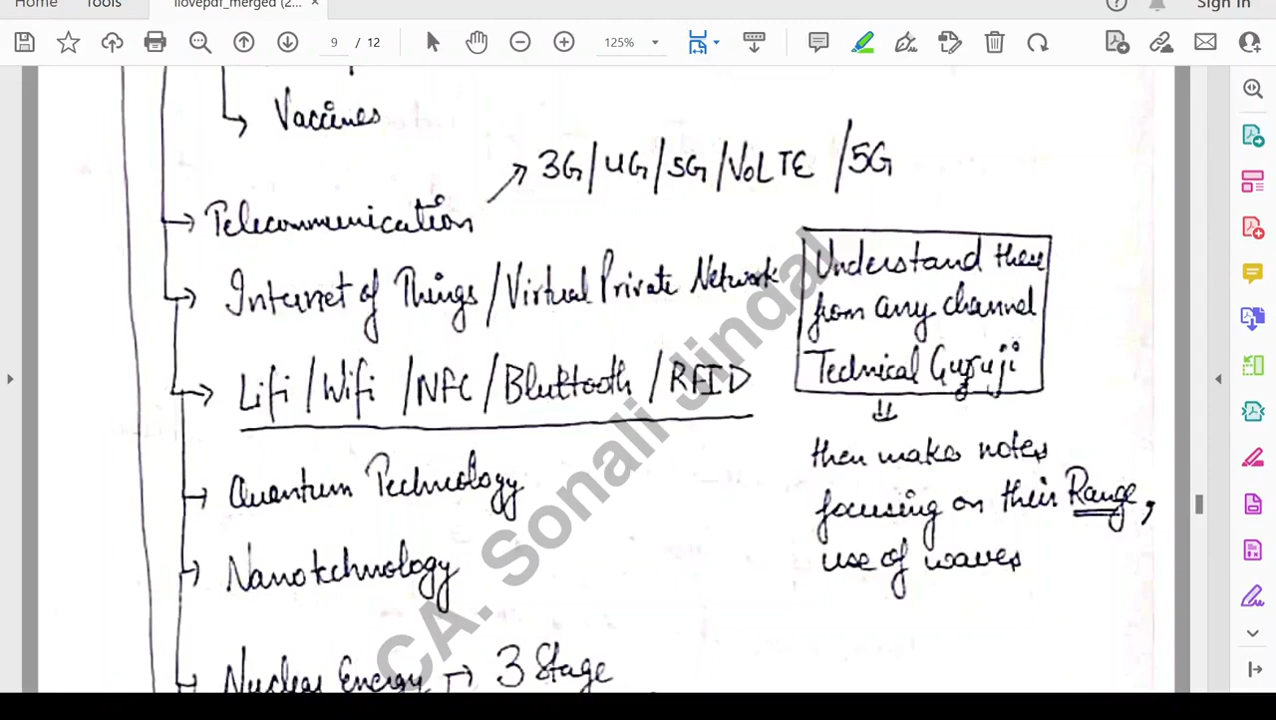 Home
Tools
ilovepdf_merged (2...
×
Sign In
9 / 12
125%
Vaccines
3G/4G/5G/VoLTE/5G
Telecommunication
Internet of Things/Virtual Private Network
Understand these
from any channel
Technical Guruji
Lifi/Wifi/NFC/Bluttooth/RFID
then make notes
focusing on their Range,
use of waves
Quantum Technology
Nanotechnology
Nuclear Energy → 3 Stage
CA. Sonali Jindal